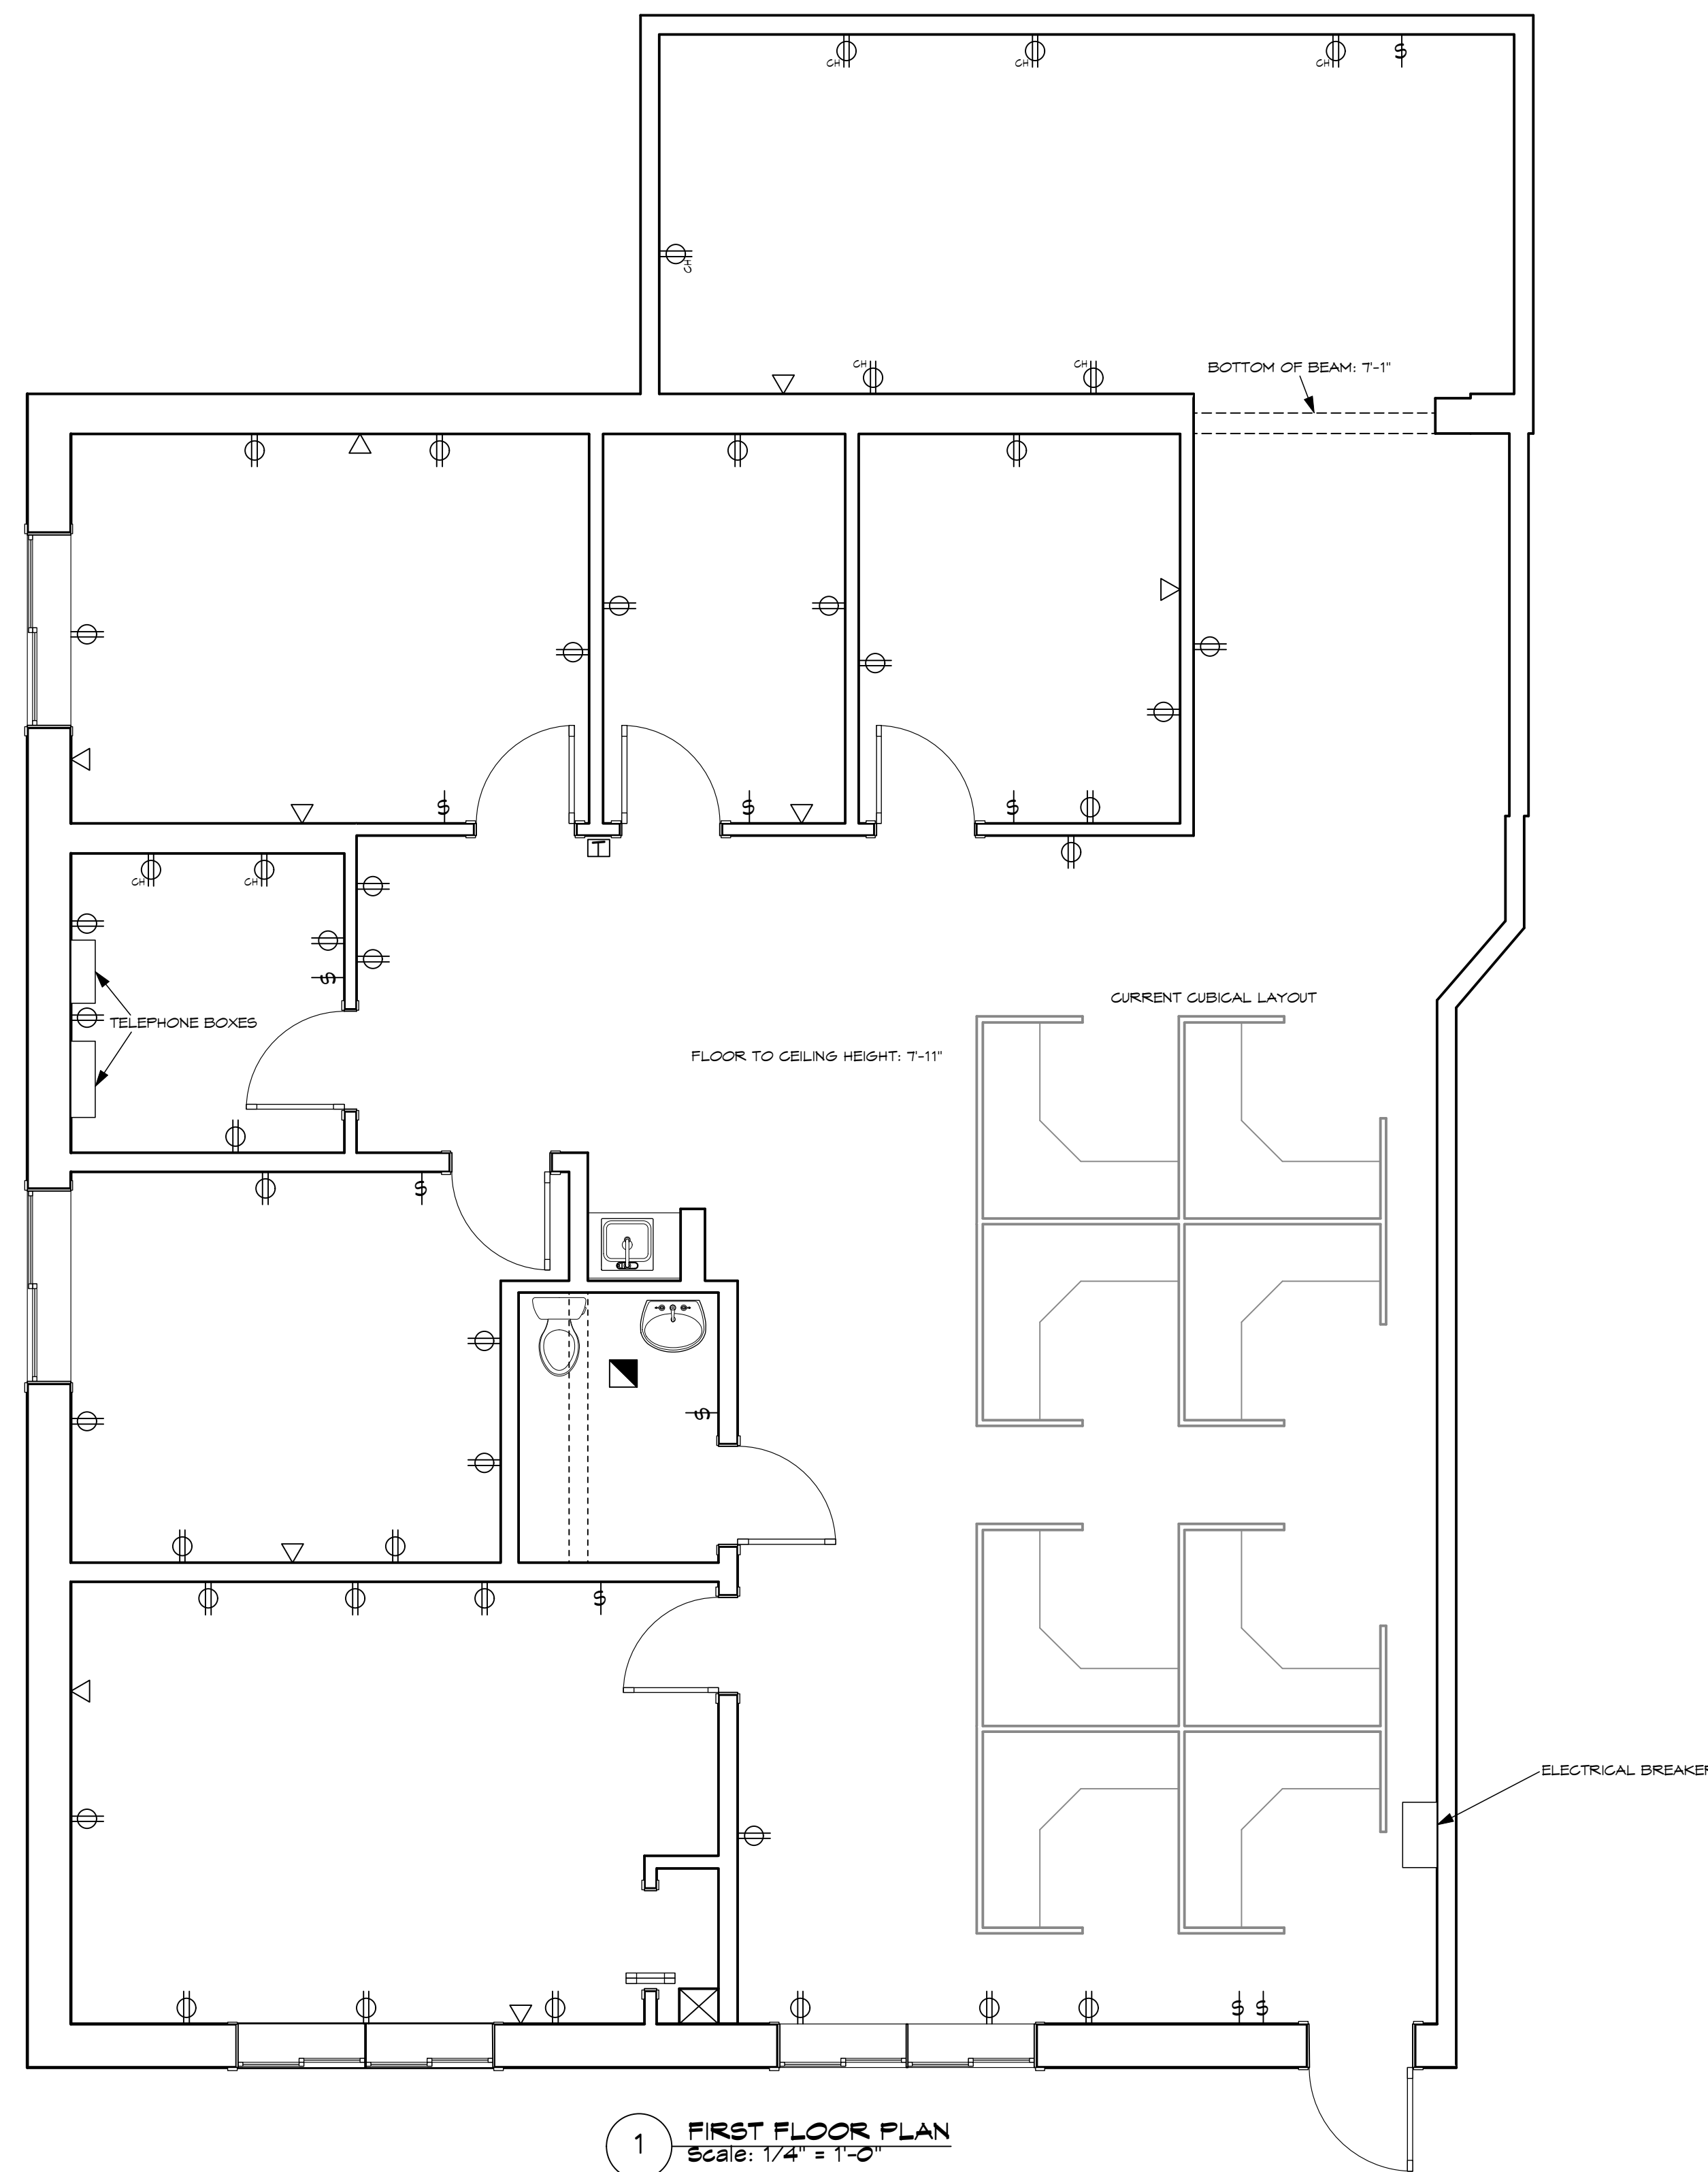 CH
CH
CH
S
CH
CH
CH
BOTTOM OF BEAM: 7'-1"
S
S
S
T
CH
CH
S
TELEPHONE BOXES
CURRENT CUBICAL LAYOUT
FLOOR TO CEILING HEIGHT: 7'-11"
S
S
S
ELECTRICAL BREAKER
S
S
1
FIRST FLOOR PLAN
Scale: 1/4" = 1'-0"